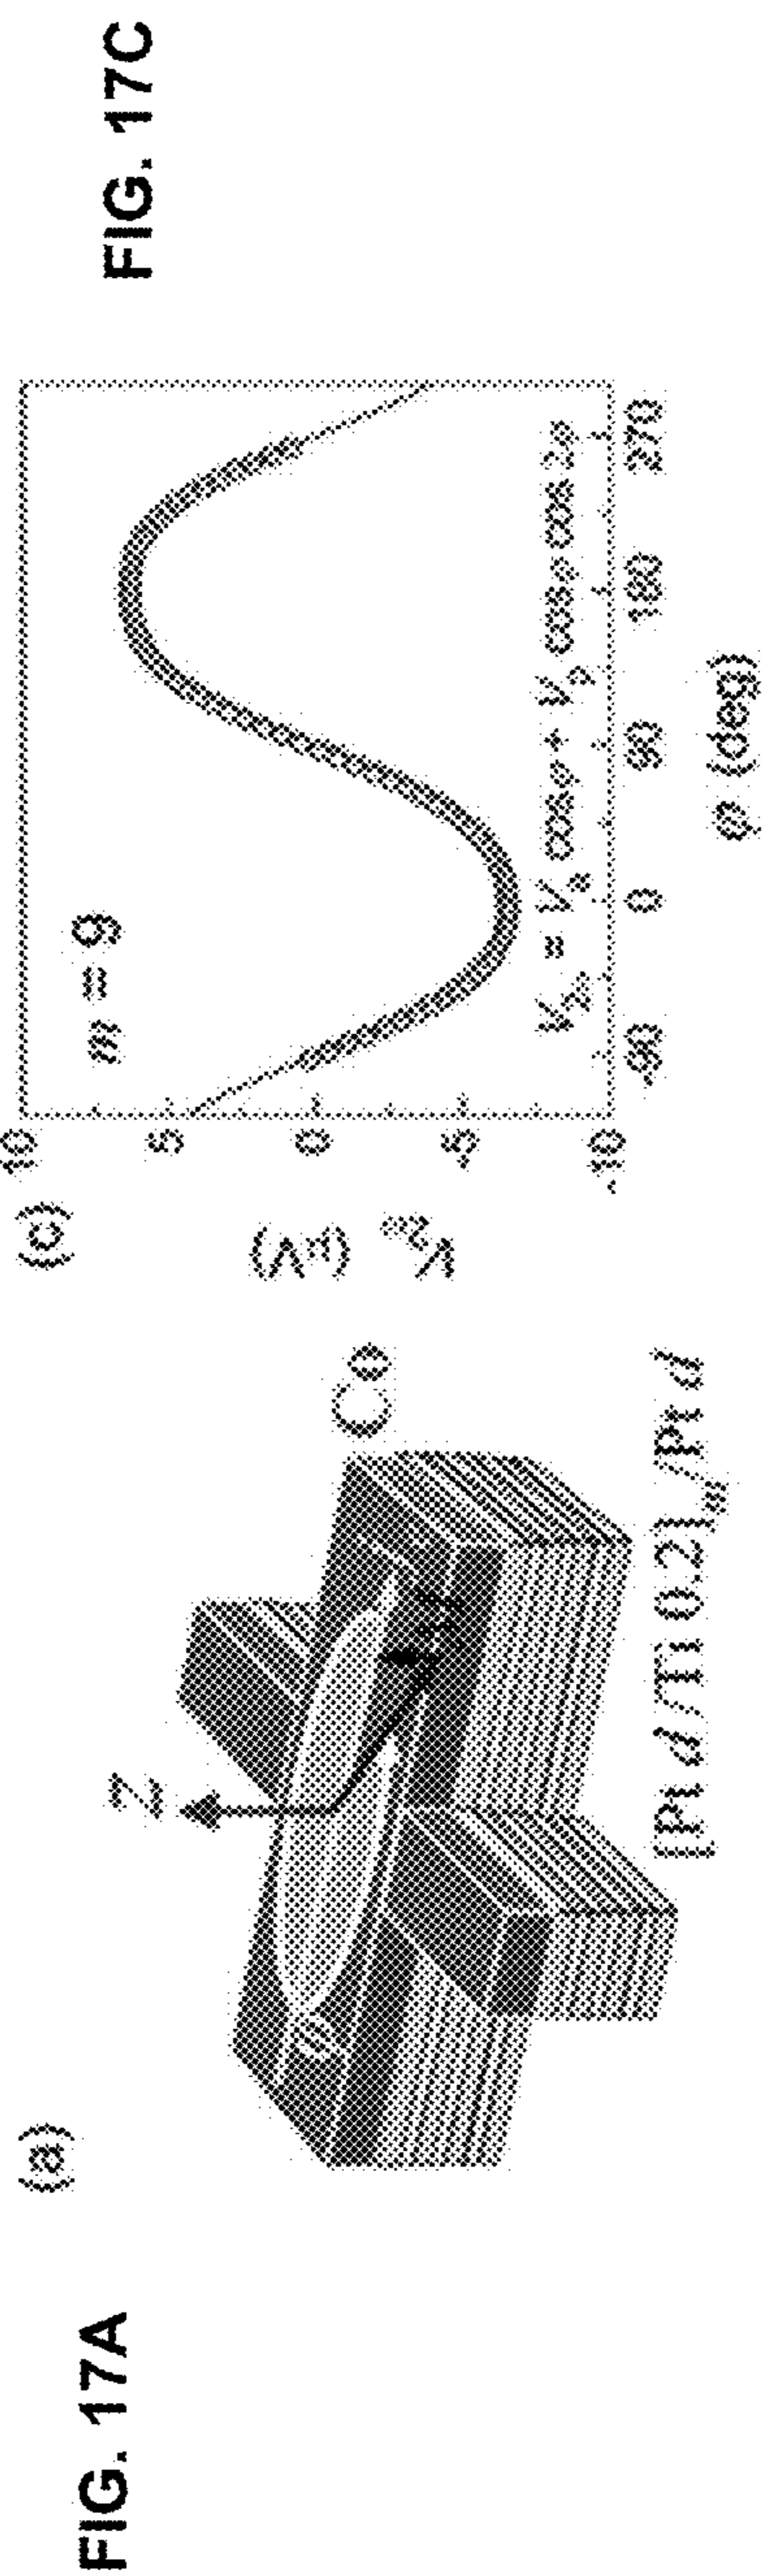 FIG. 17A
(a)
Z
Co
[Pt d/Ti 0.2]m/Pt d
FIG. 17C
(c)
m = 9
V2ω (μV)
10
5
0
-5
-10
V2ω = Va cosφ + Vp cosφ cos 2φ
-90
0
90
180
270
φ (deg)